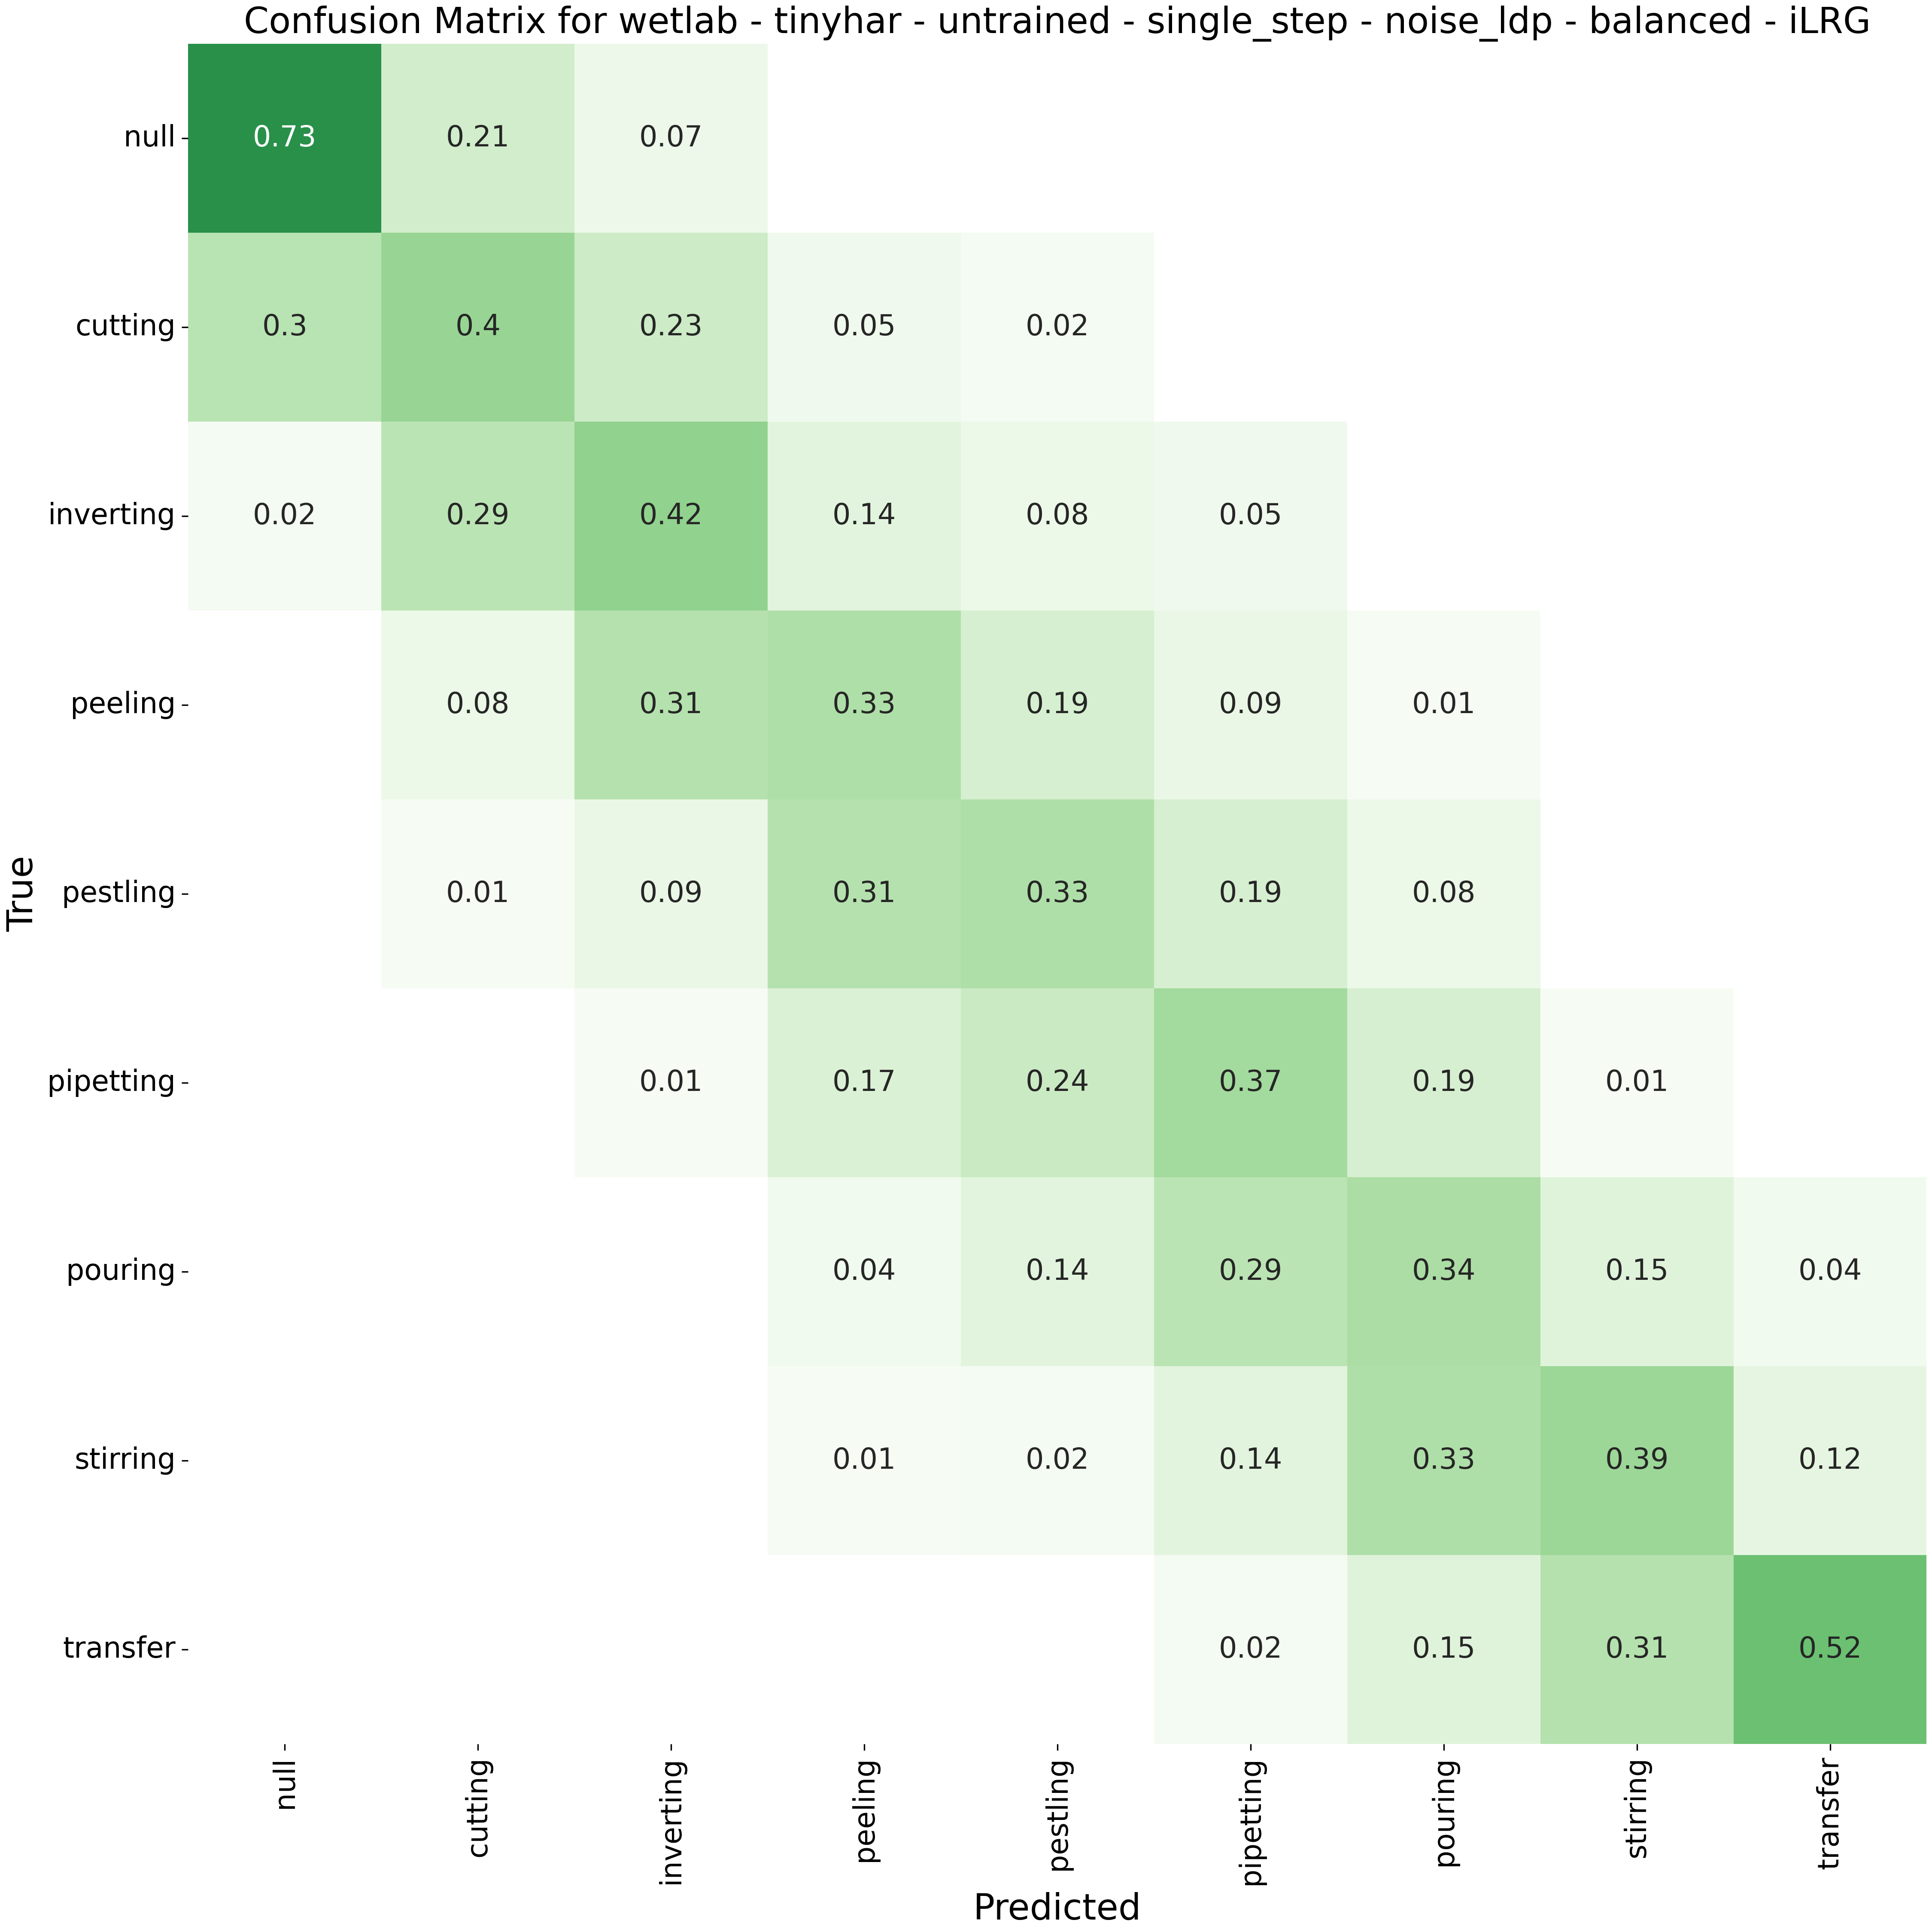 Confusion Matrix for wetlab - tinyhar - untrained - single_step - noise_ldp - balanced - iLRG
null 0.73 0.21 0.07
cutting 0.3 0.4 0.23 0.05 0.02
inverting 0.02 0.29 0.42 0.14 0.08 0.05
peeling 0.08 0.31 0.33 0.19 0.09 0.01
pestling 0.01 0.09 0.31 0.33 0.19 0.08
pipetting 0.01 0.17 0.24 0.37 0.19 0.01
pouring 0.04 0.14 0.29 0.34 0.15 0.04
stirring 0.01 0.02 0.14 0.33 0.39 0.12
transfer 0.02 0.15 0.31 0.52
True
null cutting inverting peeling pestling pipetting pouring stirring transfer
Predicted